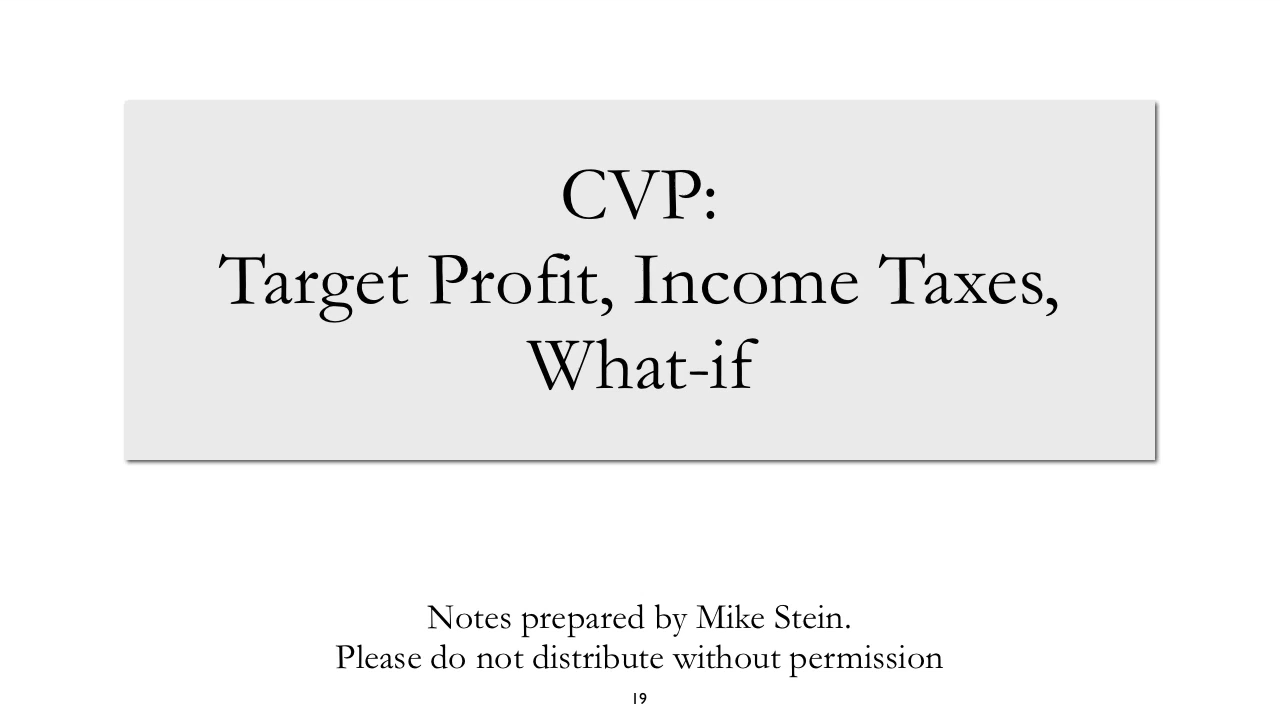 CVP:
Target Profit, Income Taxes,
What-if
Notes prepared by Mike Stein.
Please do not distribute without permission
19